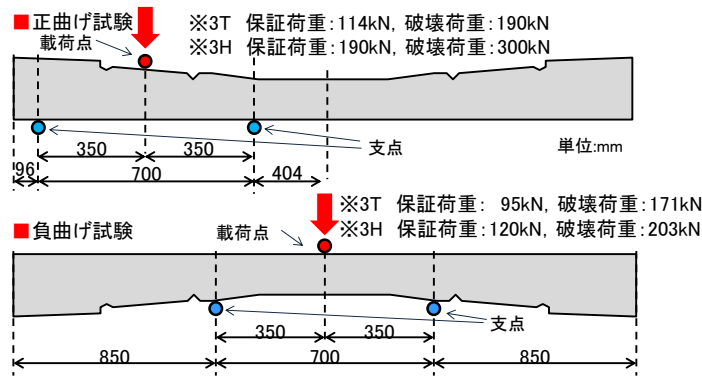 ■正曲げ試験
※3T 保証荷重：114kN, 破壊荷重：190kN
※3H 保証荷重：190kN, 破壊荷重：300kN
載荷点
350
350
支点
単位:mm
96
700
404
※3T 保証荷重： 95kN, 破壊荷重：171kN
※3H 保証荷重：120kN, 破壊荷重：203kN
■負曲げ試験
載荷点
350
350
支点
850
700
850